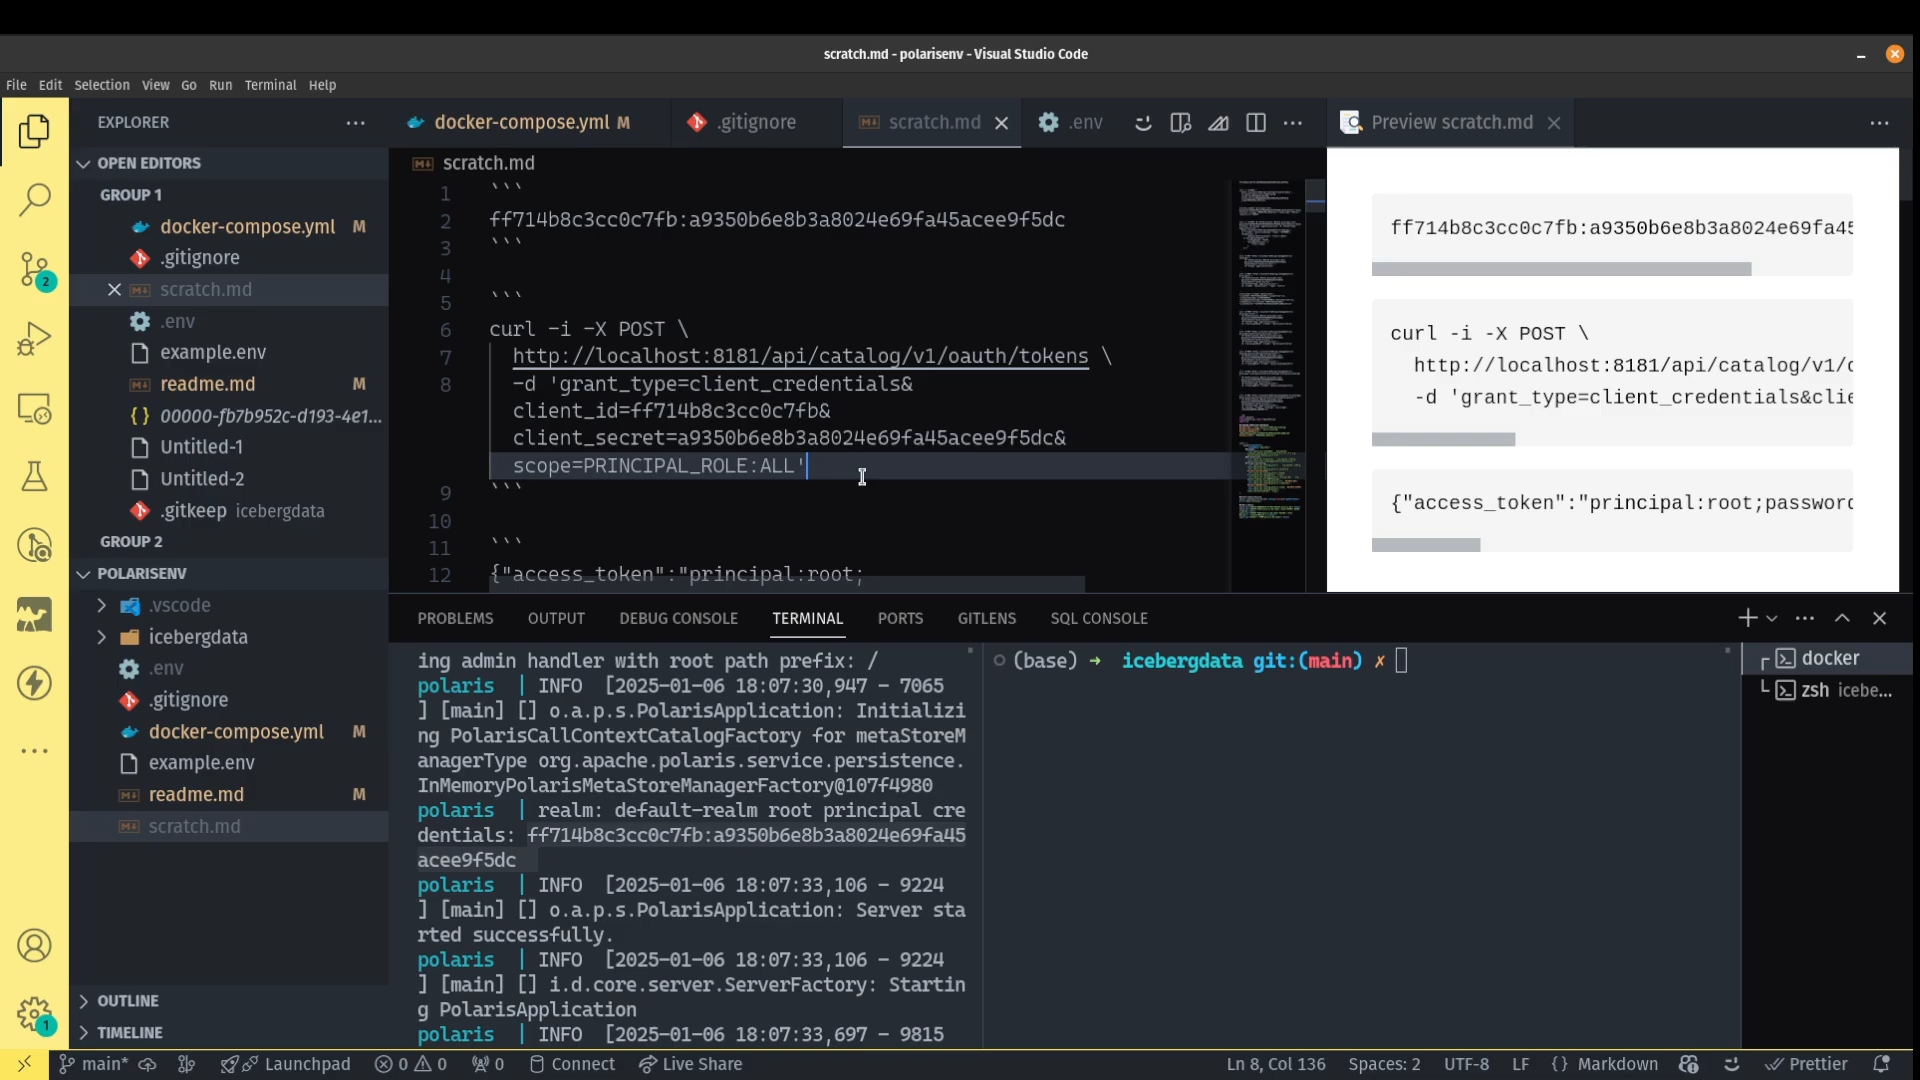 scratch.md - polarisenv - Visual Studio Code
File Edit Selection View Go Run Terminal Help
EXPLORER
OPEN EDITORS
GROUP 1
docker-compose.yml M
.gitignore
scratch.md
.env
example.env
readme.md M
00000-fb7b952c-d193-4e1...
Untitled-1
Untitled-2
.gitkeep icebergdata
GROUP 2
POLARISENV
.vscode
icebergdata
.env
.gitignore
docker-compose.yml M
example.env
readme.md M
scratch.md
OUTLINE
TIMELINE
2
1
docker-compose.yml M .gitignore scratch.md .env
scratch.md
1 ```
2 ff714b8c3cc0c7fb:a9350b6e8b3a8024e69fa45acee9f5dc
3 ```
4
5 ```
6 curl -i -X POST \
7 http://localhost:8181/api/catalog/v1/oauth/tokens \
8 -d 'grant_type=client_credentials&
client_id=ff714b8c3cc0c7fb&
client_secret=a9350b6e8b3a8024e69fa45acee9f5dc&
scope=PRINCIPAL_ROLE:ALL'
9 ```
10
11 ```
12 {"access_token":"principal:root;
Preview scratch.md
ff714b8c3cc0c7fb:a9350b6e8b3a8024e69fa45
curl -i -X POST \
http://localhost:8181/api/catalog/v1/o
-d 'grant_type=client_credentials&clie
{"access_token":"principal:root;password
PROBLEMS OUTPUT DEBUG CONSOLE TERMINAL PORTS GITLENS SQL CONSOLE
ing admin handler with root path prefix: /
polaris | INFO [2025-01-06 18:07:30,947 - 7065
] [main] [] o.a.p.s.PolarisApplication: Initializi
ng PolarisCallContextCatalogFactory for metaStoreM
anagerType org.apache.polaris.service.persistence.
InMemoryPolarisMetaStoreManagerFactory@107f4980
polaris | realm: default-realm root principal cre
dentials: ff714b8c3cc0c7fb:a9350b6e8b3a8024e69fa45
acee9f5dc
polaris | INFO [2025-01-06 18:07:33,106 - 9224
] [main] [] o.a.p.s.PolarisApplication: Server sta
rted successfully.
polaris | INFO [2025-01-06 18:07:33,106 - 9224
] [main] [] i.d.core.server.ServerFactory: Startin
g PolarisApplication
polaris | INFO [2025-01-06 18:07:33,697 - 9815
(base) → icebergdata git:(main) ✗
docker
zsh icebe...
main* Launchpad 0 0 0 Connect Live Share Ln 8, Col 136 Spaces: 2 UTF-8 LF {} Markdown Prettier